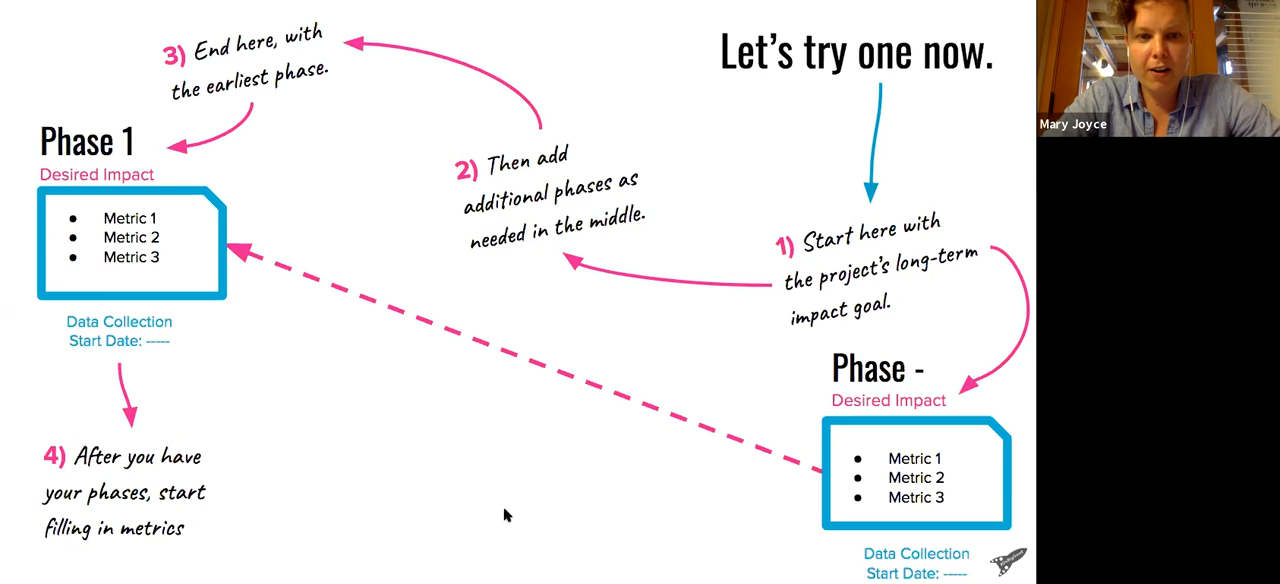 Let's try one now.
3) End here, with
the earliest phase.
Phase 1
Desired Impact
• Metric 1
• Metric 2
• Metric 3
Data Collection
Start Date: -----
2) Then add
additional phases as
needed in the middle.
1) Start here with
the project's long-term
impact goal.
Phase -
Desired Impact
• Metric 1
• Metric 2
• Metric 3
Data Collection
Start Date: -----
4) After you have
your phases, start
filling in metrics
Mary Joyce